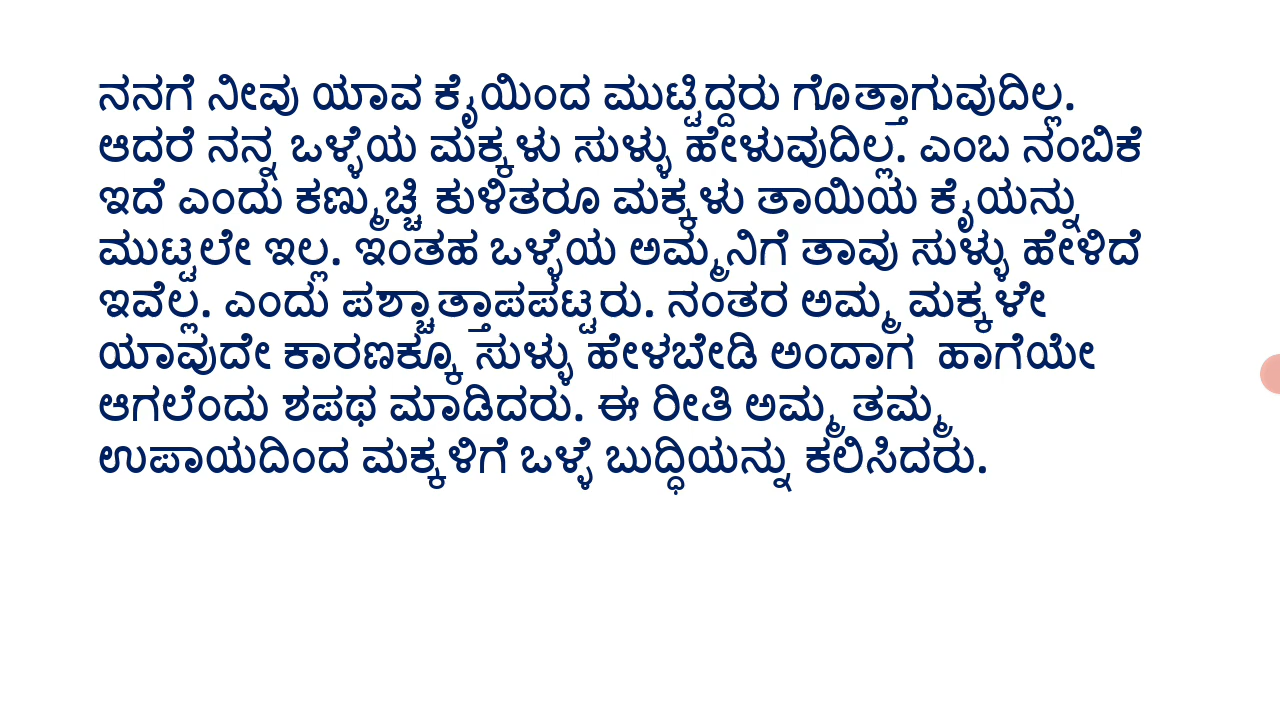 ನನಗೆ ನೀವು ಯಾವ ಕೈಯಿಂದ ಮುಟ್ಟಿದ್ದರು ಗೊತ್ತಾಗುವುದಿಲ್ಲ.
ಆದರೆ ನನ್ನ ಒಳ್ಳೆಯ ಮಕ್ಕಳು ಸುಳ್ಳು ಹೇಳುವುದಿಲ್ಲ. ಎಂಬ ನಂಬಿಕೆ
ಇದೆ ಎಂದು ಕಣ್ಮುಚ್ಚಿ ಕುಳಿತರೂ ಮಕ್ಕಳು ತಾಯಿಯ ಕೈಯನ್ನು
ಮುಟ್ಟಲೇ ಇಲ್ಲ. ಇಂತಹ ಒಳ್ಳೆಯ ಅಮ್ಮನಿಗೆ ತಾವು ಸುಳ್ಳು ಹೇಳಿದೆ
ಇವೆಲ್ಲ. ಎಂದು ಪಶ್ಚಾತ್ತಾಪಪಟ್ಟರು. ನಂತರ ಅಮ್ಮ ಮಕ್ಕಳೇ
ಯಾವುದೇ ಕಾರಣಕ್ಕೂ ಸುಳ್ಳು ಹೇಳಬೇಡಿ ಅಂದಾಗ  ಹಾಗೆಯೇ
ಆಗಲೆಂದು ಶಪಥ ಮಾಡಿದರು. ಈ ರೀತಿ ಅಮ್ಮ ತಮ್ಮ
ಉಪಾಯದಿಂದ ಮಕ್ಕಳಿಗೆ ಒಳ್ಳೆ ಬುದ್ಧಿಯನ್ನು ಕಲಿಸಿದರು.